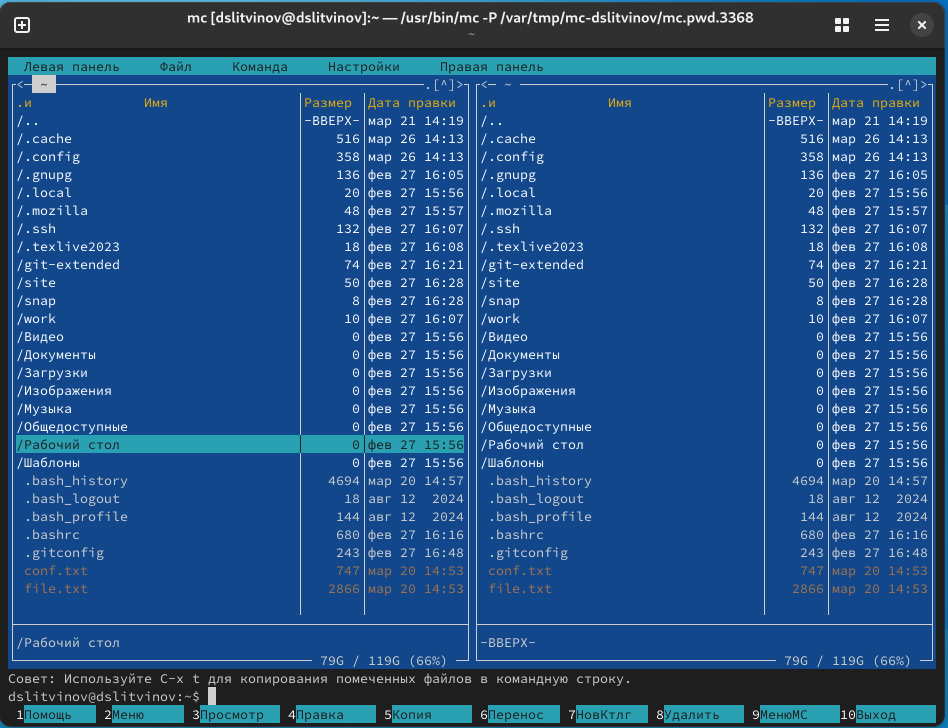 mc [dslitvinov@dslitvinov]:~ — /usr/bin/mc -P /var/tmp/mc-dslitvinov/mc.pwd.3368
~
Левая панель Файл Команда Настройки Правая панель
<— ~ .[^]> <— ~ .[^]>
.и Имя Размер Дата правки .и Имя Размер Дата правки
/.. -ВВЕРХ- мар 21 14:19 /.. -ВВЕРХ- мар 21 14:19
/.cache 516 мар 26 14:13 /.cache 516 мар 26 14:13
/.config 358 мар 26 14:13 /.config 358 мар 26 14:13
/.gnupg 136 фев 27 16:05 /.gnupg 136 фев 27 16:05
/.local 20 фев 27 15:56 /.local 20 фев 27 15:56
/.mozilla 48 фев 27 15:57 /.mozilla 48 фев 27 15:57
/.ssh 132 фев 27 16:07 /.ssh 132 фев 27 16:07
/.texlive2023 18 фев 27 16:08 /.texlive2023 18 фев 27 16:08
/git-extended 74 фев 27 16:21 /git-extended 74 фев 27 16:21
/site 50 фев 27 16:28 /site 50 фев 27 16:28
/snap 8 фев 27 16:28 /snap 8 фев 27 16:28
/work 10 фев 27 16:07 /work 10 фев 27 16:07
/Видео 0 фев 27 15:56 /Видео 0 фев 27 15:56
/Документы 0 фев 27 15:56 /Документы 0 фев 27 15:56
/Загрузки 0 фев 27 15:56 /Загрузки 0 фев 27 15:56
/Изображения 0 фев 27 15:56 /Изображения 0 фев 27 15:56
/Музыка 0 фев 27 15:56 /Музыка 0 фев 27 15:56
/Общедоступные 0 фев 27 15:56 /Общедоступные 0 фев 27 15:56
/Рабочий стол 0 фев 27 15:56 /Рабочий стол 0 фев 27 15:56
/Шаблоны 0 фев 27 15:56 /Шаблоны 0 фев 27 15:56
.bash_history 4694 мар 20 14:57 .bash_history 4694 мар 20 14:57
.bash_logout 18 авг 12 2024 .bash_logout 18 авг 12 2024
.bash_profile 144 авг 12 2024 .bash_profile 144 авг 12 2024
.bashrc 680 фев 27 16:16 .bashrc 680 фев 27 16:16
.gitconfig 243 фев 27 16:48 .gitconfig 243 фев 27 16:48
conf.txt 747 мар 20 14:53 conf.txt 747 мар 20 14:53
file.txt 2866 мар 20 14:53 file.txt 2866 мар 20 14:53
/Рабочий стол -ВВЕРХ-
79G / 119G (66%) 79G / 119G (66%)
Совет: Используйте C-x t для копирования помеченных файлов в командную строку.
dslitvinov@dslitvinov:~$
1Помощь 2Меню 3Просмотр 4Правка 5Копия 6Перенос 7НовКтлг 8Удалить 9МенюMC 10Выход